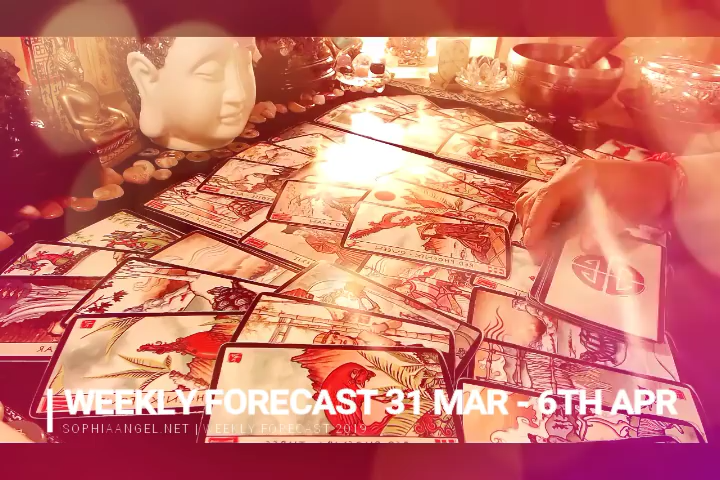 | WEEKLY FORECAST 31 MAR - 6TH APR
SOPHIAANGEL.NET | WEEKLY FORECAST 2019